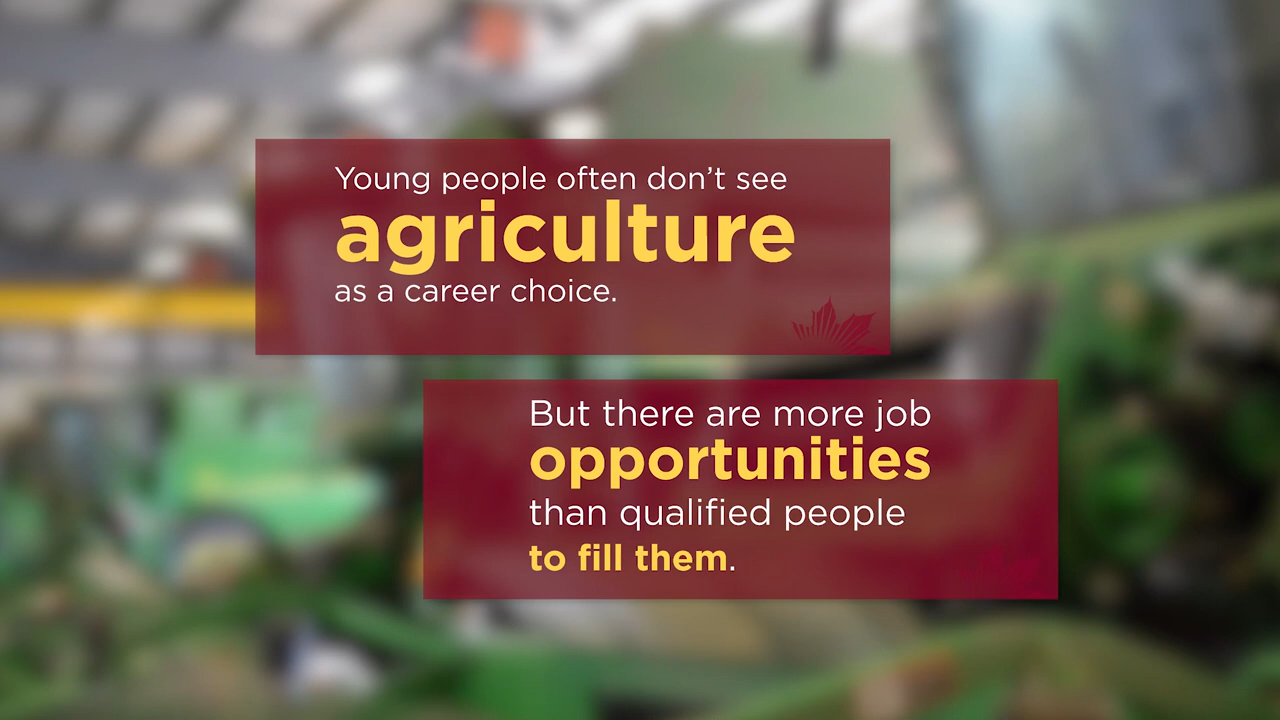 Young people often don’t see
agriculture
as a career choice.
But there are more job
opportunities
than qualified people
to fill them.